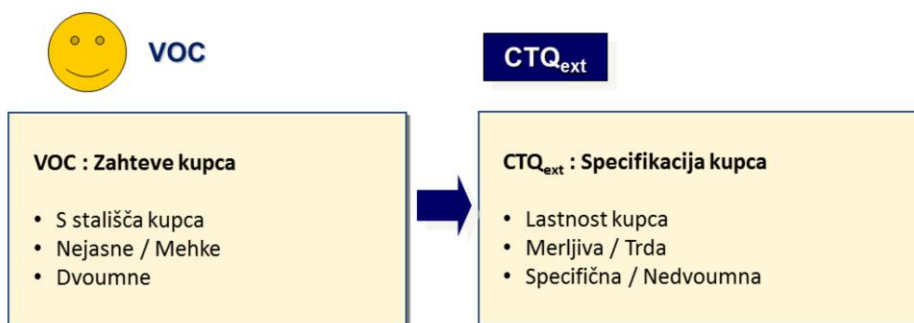 VOC
CTQext
VOC : Zahteve kupca
• S stališča kupca
• Nejasne / Mehke
• Dvoumne
CTQext : Specifikacija kupca
• Lastnost kupca
• Merljiva / Trda
• Specifična / Nedvoumna